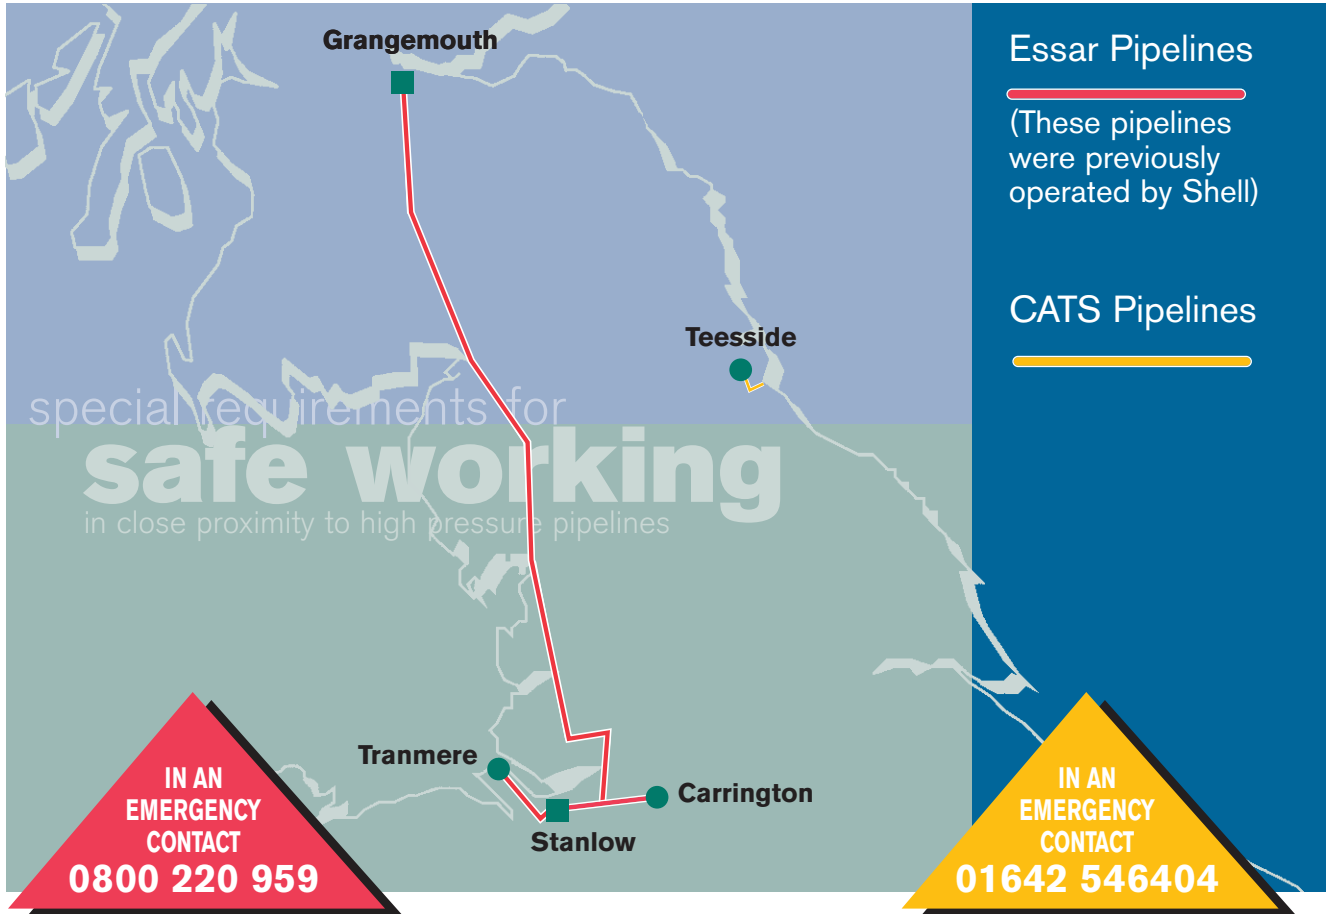 Grangemouth
Essar Pipelines
(These pipelines
were previously
operated by Shell)
CATS Pipelines
Teesside
special requirements for
safe working
in close proximity to high pressure pipelines
Tranmere
Carrington
Stanlow
IN AN
EMERGENCY
CONTACT
0800 220 959
IN AN
EMERGENCY
CONTACT
01642 546404